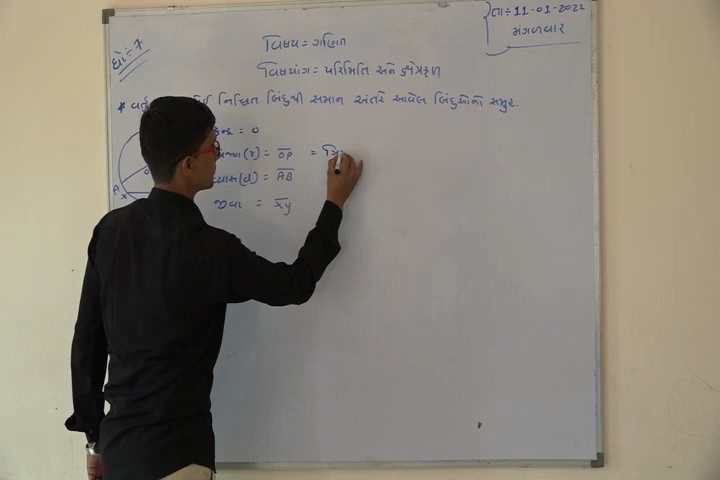 તા÷ 11-01-2022
મંગળવાર
ધો÷ 7
વિષય = ગણિત
વિષયાંગ = પરિમિતિ અને ક્ષેત્રફળ
* નિશ્ચિત બિંદુથી સમાન અંતરે આવેલ બિંદુઓનો સમુહ.
= O
(r) = OP =
વ્યાસ(d) = AB
જીવા = xy
A
x